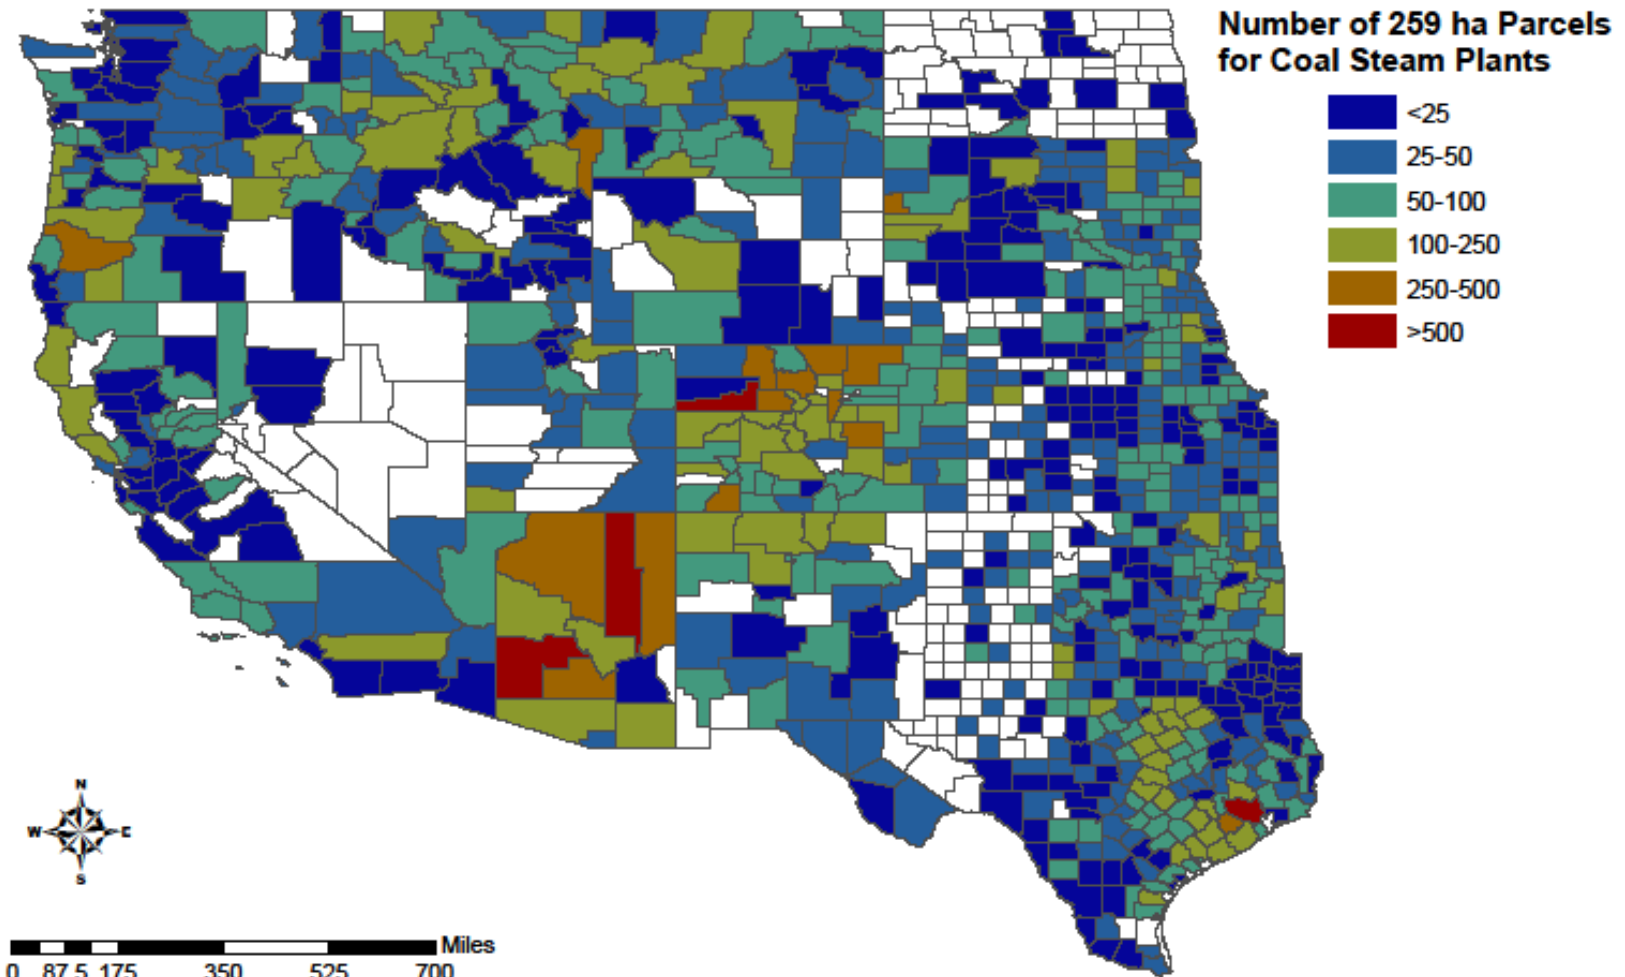 Number of 259 ha Parcels
for Coal Steam Plants
<25
25-50
50-100
100-250
250-500
>500
N
W E
S
Miles
0 87.5 175 350 525 700